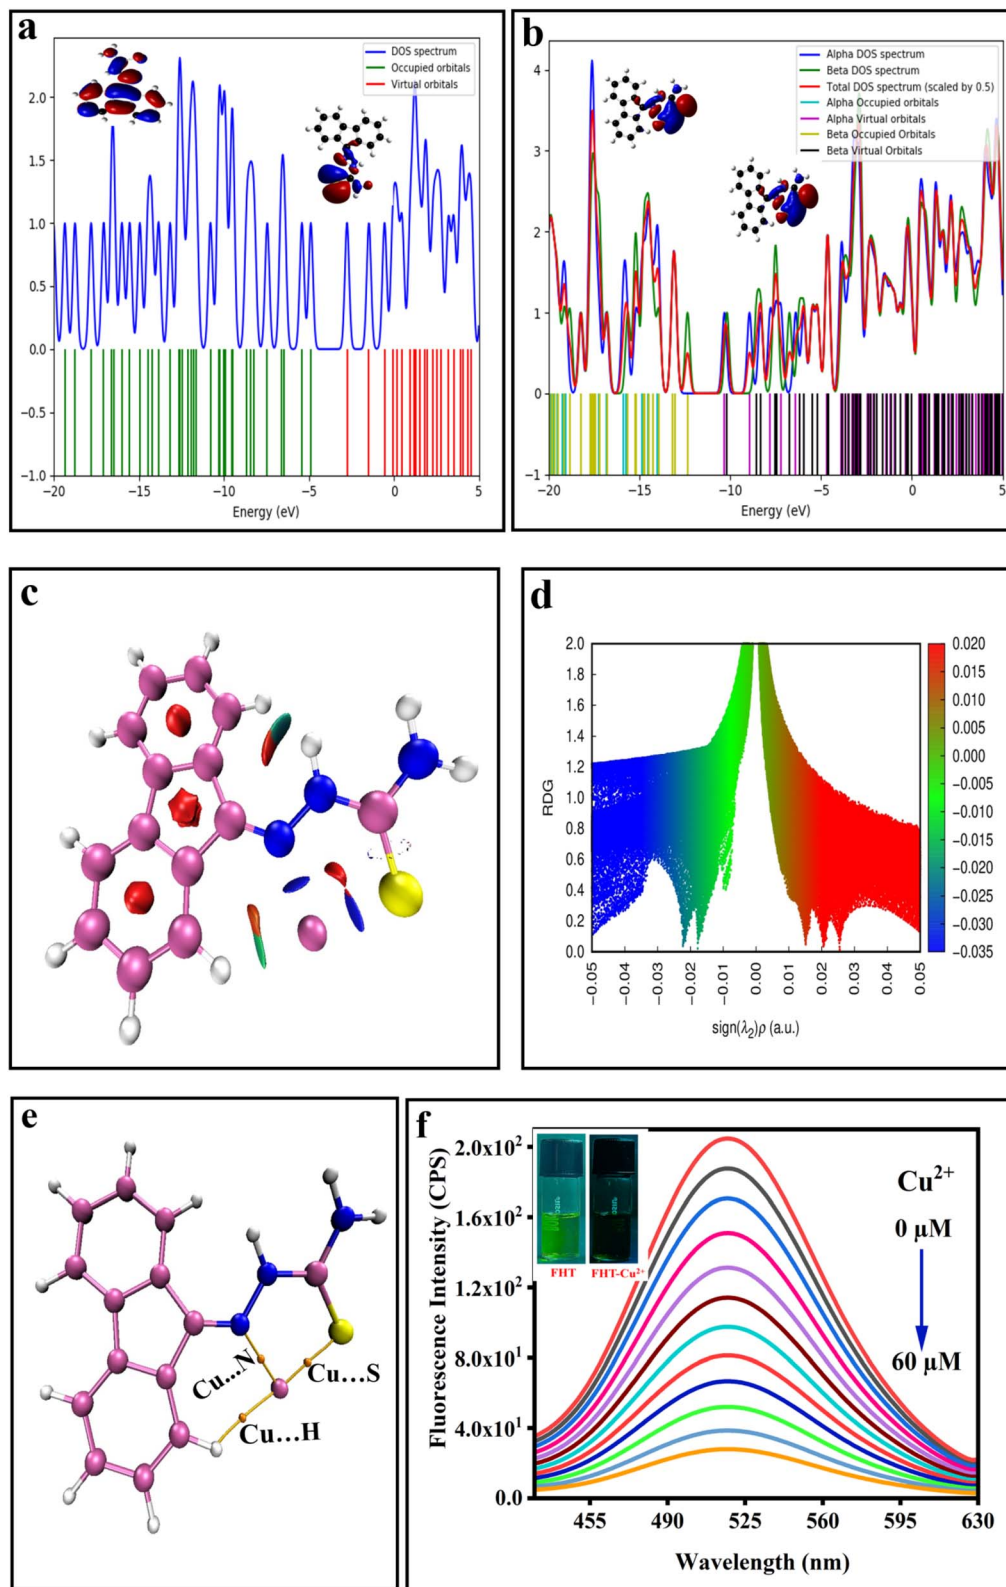 a
DOS spectrum
Occupied orbitals
Virtual orbitals
2.0
1.5
1.0
0.5
0.0
−0.5
−1.0
−20
−15
−10
−5
0
5
Energy (eV)
b
Alpha DOS spectrum
Beta DOS spectrum
Total DOS spectrum (scaled by 0.5)
Alpha Occupied orbitals
Alpha Virtual orbitals
Beta Occupied Orbitals
Beta Virtual Orbitals
4
3
2
1
0
−1
−20
−15
−10
−5
0
5
Energy (eV)
c
d
RDG
2.0
1.8
1.6
1.4
1.2
1.0
0.8
0.6
0.4
0.2
0.0
−0.05
−0.04
−0.03
−0.02
−0.01
0.00
0.01
0.02
0.03
0.04
0.05
sign(λ₂)ρ (a.u.)
0.020
0.015
0.010
0.005
0.000
−0.005
−0.010
−0.015
−0.020
−0.025
−0.030
−0.035
e
Cu...N
Cu...S
Cu...H
f
Fluorescence Intensity (CPS)
2.0x10²
1.6x10²
1.2x10²
8.0x10¹
4.0x10¹
0.0
FHT
FHT-Cu²⁺
Cu²⁺
0 μM
60 μM
455
490
525
560
595
630
Wavelength (nm)